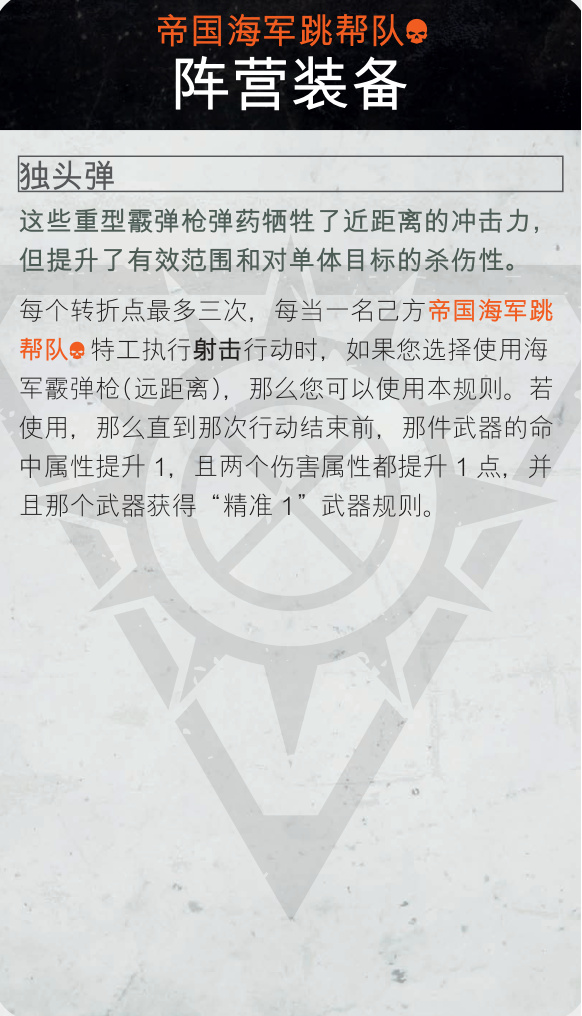 帝国海军跳帮队
阵营装备
独头弹
这些重型霰弹枪弹药牺牲了近距离的冲击力，
但提升了有效范围和对单体目标的杀伤性。
每个转折点最多三次，每当一名己方帝国海军跳
帮队特工执行射击行动时，如果您选择使用海
军霰弹枪(远距离)，那么您可以使用本规则。若
使用，那么直到那次行动结束前，那件武器的命
中属性提升 1，且两个伤害属性都提升 1 点，并
且那个武器获得“精准 1”武器规则。